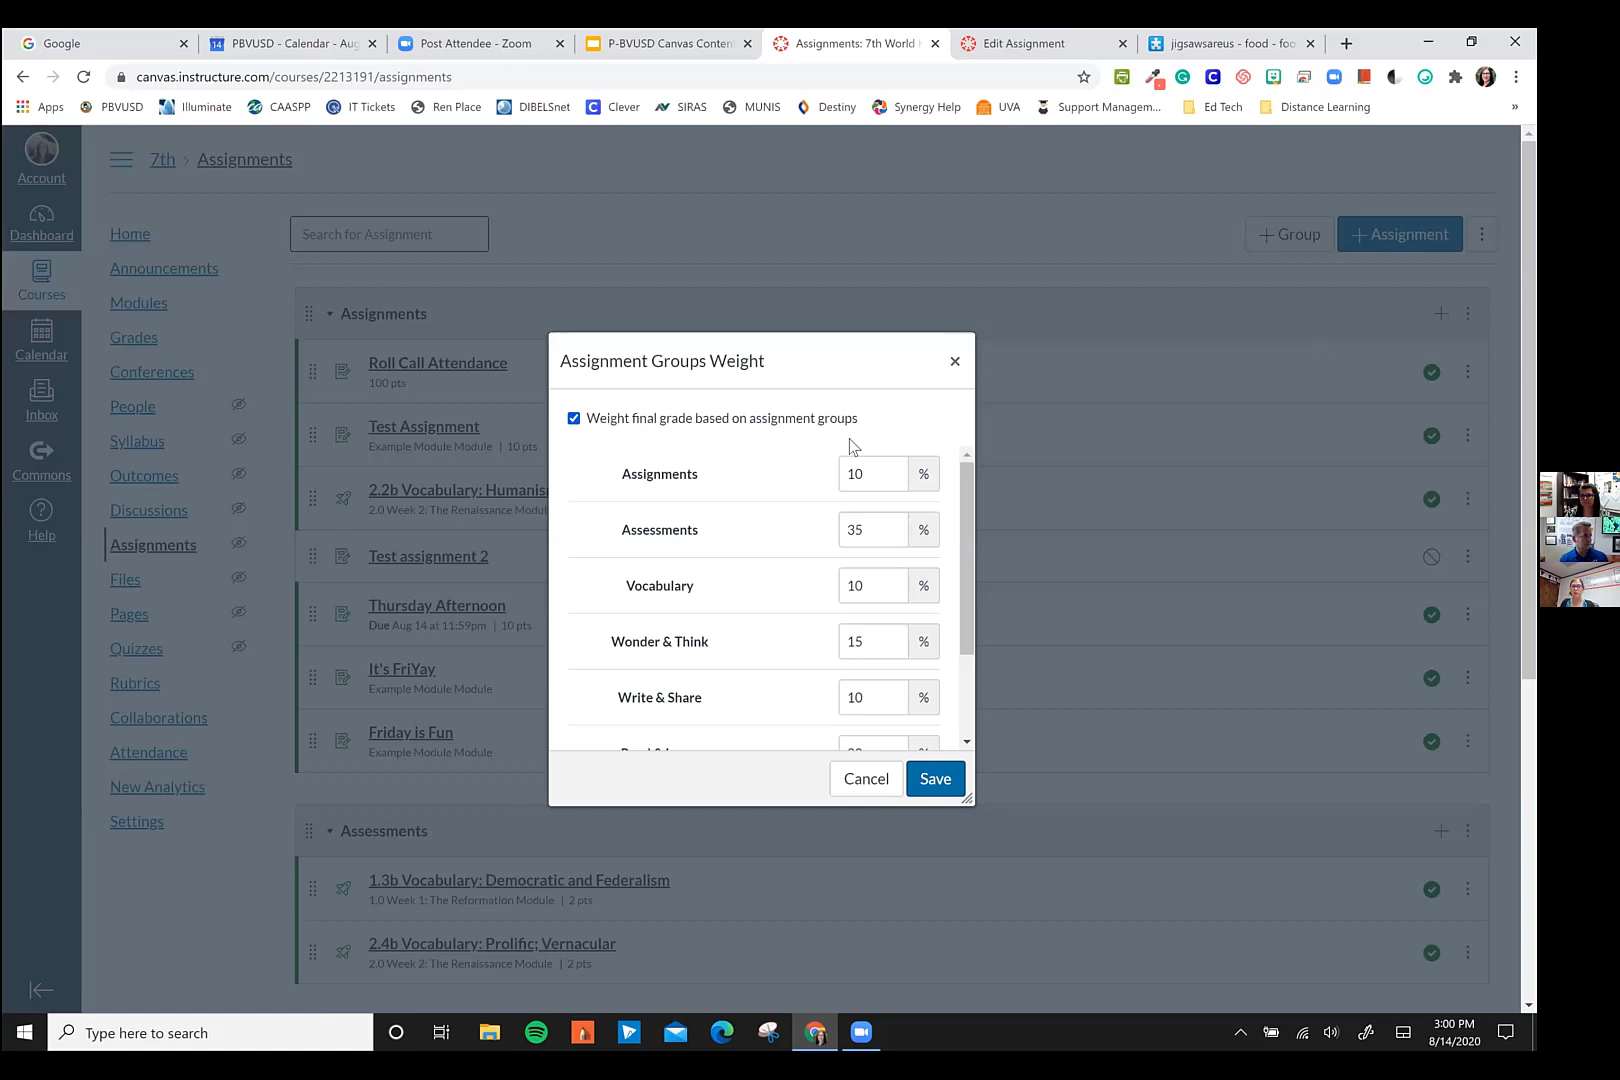 Google
PBVUSD - Calendar - Aug
Post Attendee - Zoom
P-BVUSD Canvas Content
Assignments: 7th World
Edit Assignment
jigsawsareus - food - foo
canvas.instructure.com/courses/2213191/assignments
Apps
PBVUSD
Illuminate
CAASPP
IT Tickets
Ren Place
DIBELSnet
Clever
SIRAS
MUNIS
Destiny
Synergy Help
UVA
Support Managem...
Ed Tech
Distance Learning
»
Account
Dashboard
Courses
Calendar
Inbox
Commons
Help
7th › Assignments
Home
Announcements
Modules
Grades
Conferences
People
Syllabus
Outcomes
Discussions
Assignments
Files
Pages
Quizzes
Rubrics
Collaborations
Attendance
New Analytics
Settings
Search for Assignment
+ Group
+ Assignment
Assignments
Roll Call Attendance
100 pts
Test Assignment
Example Module Module | 10 pts
2.2b Vocabulary: Humanis
2.0 Week 2: The Renaissance Modul
Test assignment 2
Thursday Afternoon
Due Aug 14 at 11:59pm | 10 pts
It's FriYay
Example Module Module
Friday is Fun
Example Module Module
Assignment Groups Weight
Weight final grade based on assignment groups
Assignments 10 %
Assessments 35 %
Vocabulary 10 %
Wonder & Think 15 %
Write & Share 10 %
Cancel
Save
Assessments
1.3b Vocabulary: Democratic and Federalism
1.0 Week 1: The Reformation Module | 2 pts
2.4b Vocabulary: Prolific; Vernacular
2.0 Week 2: The Renaissance Module | 2 pts
Type here to search
3:00 PM
8/14/2020